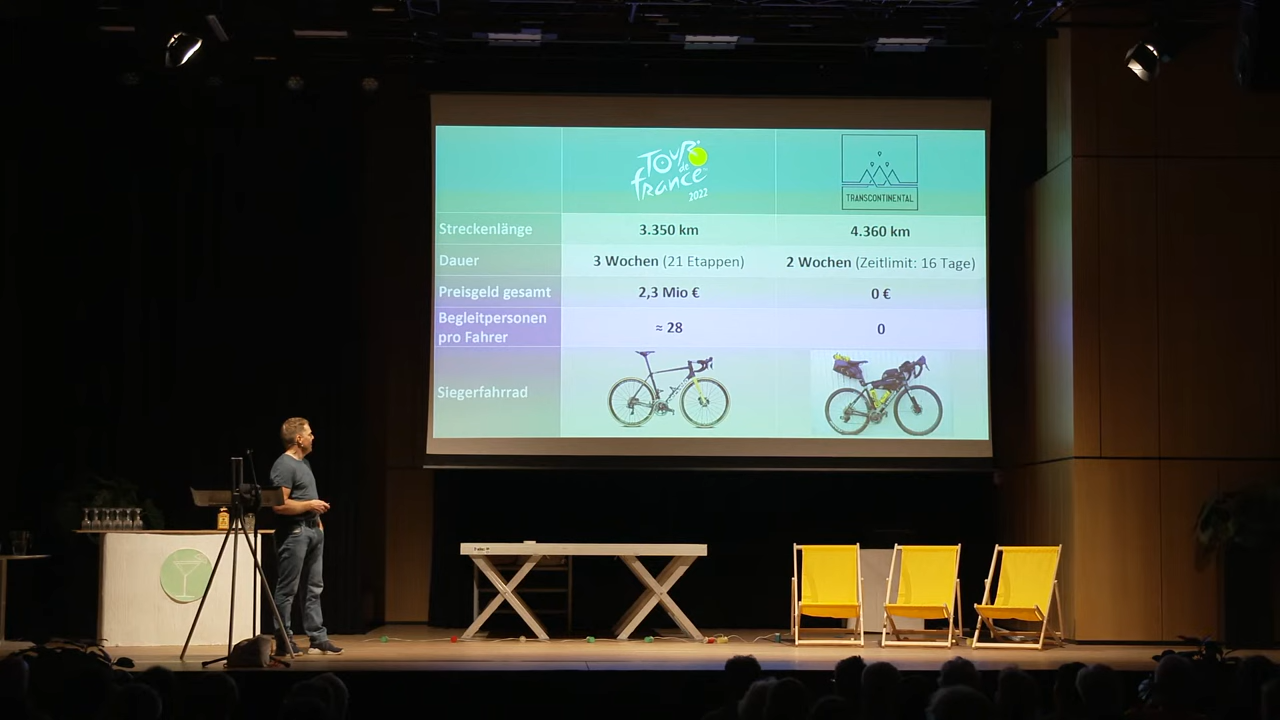 TOUR
de
france
2022
TRANSCONTINENTAL
Streckenlänge
3.350 km
4.360 km
Dauer
3 Wochen (21 Etappen)
2 Wochen (Zeitlimit: 16 Tage)
Preisgeld gesamt
2,3 Mio €
0 €
Begleitpersonen
pro Fahrer
≈ 28
0
Siegerfahrrad